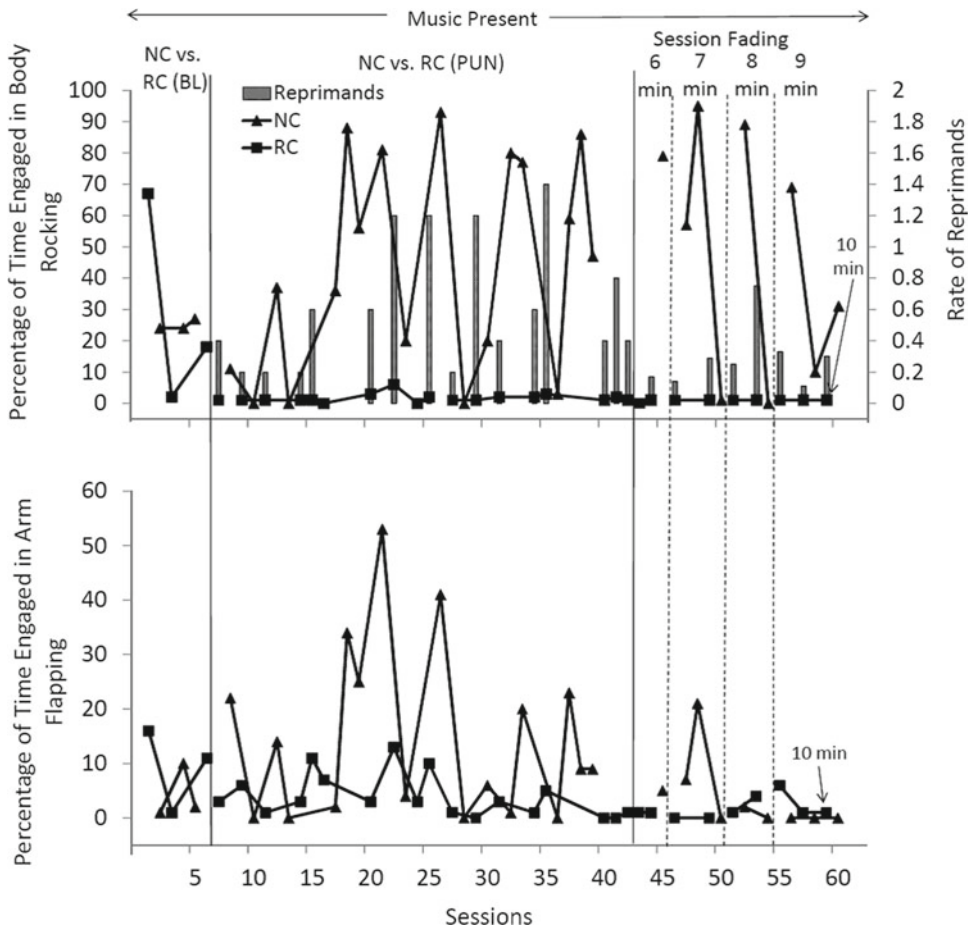 Music Present
NC vs.
RC (BL)
NC vs. RC (PUN)
Session Fading
6
min
7
min
8
min
9
min
Reprimands
NC
RC
Percentage of Time Engaged in Body
Rocking
100
90
80
70
60
50
40
30
20
10
0
2
1.8
1.6
1.4
1.2
1
0.8
0.6
0.4
0.2
0
Rate of Reprimands
10
min
Percentage of Time Engaged in Arm
Flapping
60
50
40
30
20
10
0
10 min
5 10 15 20 25 30 35 40 45 50 55 60
Sessions